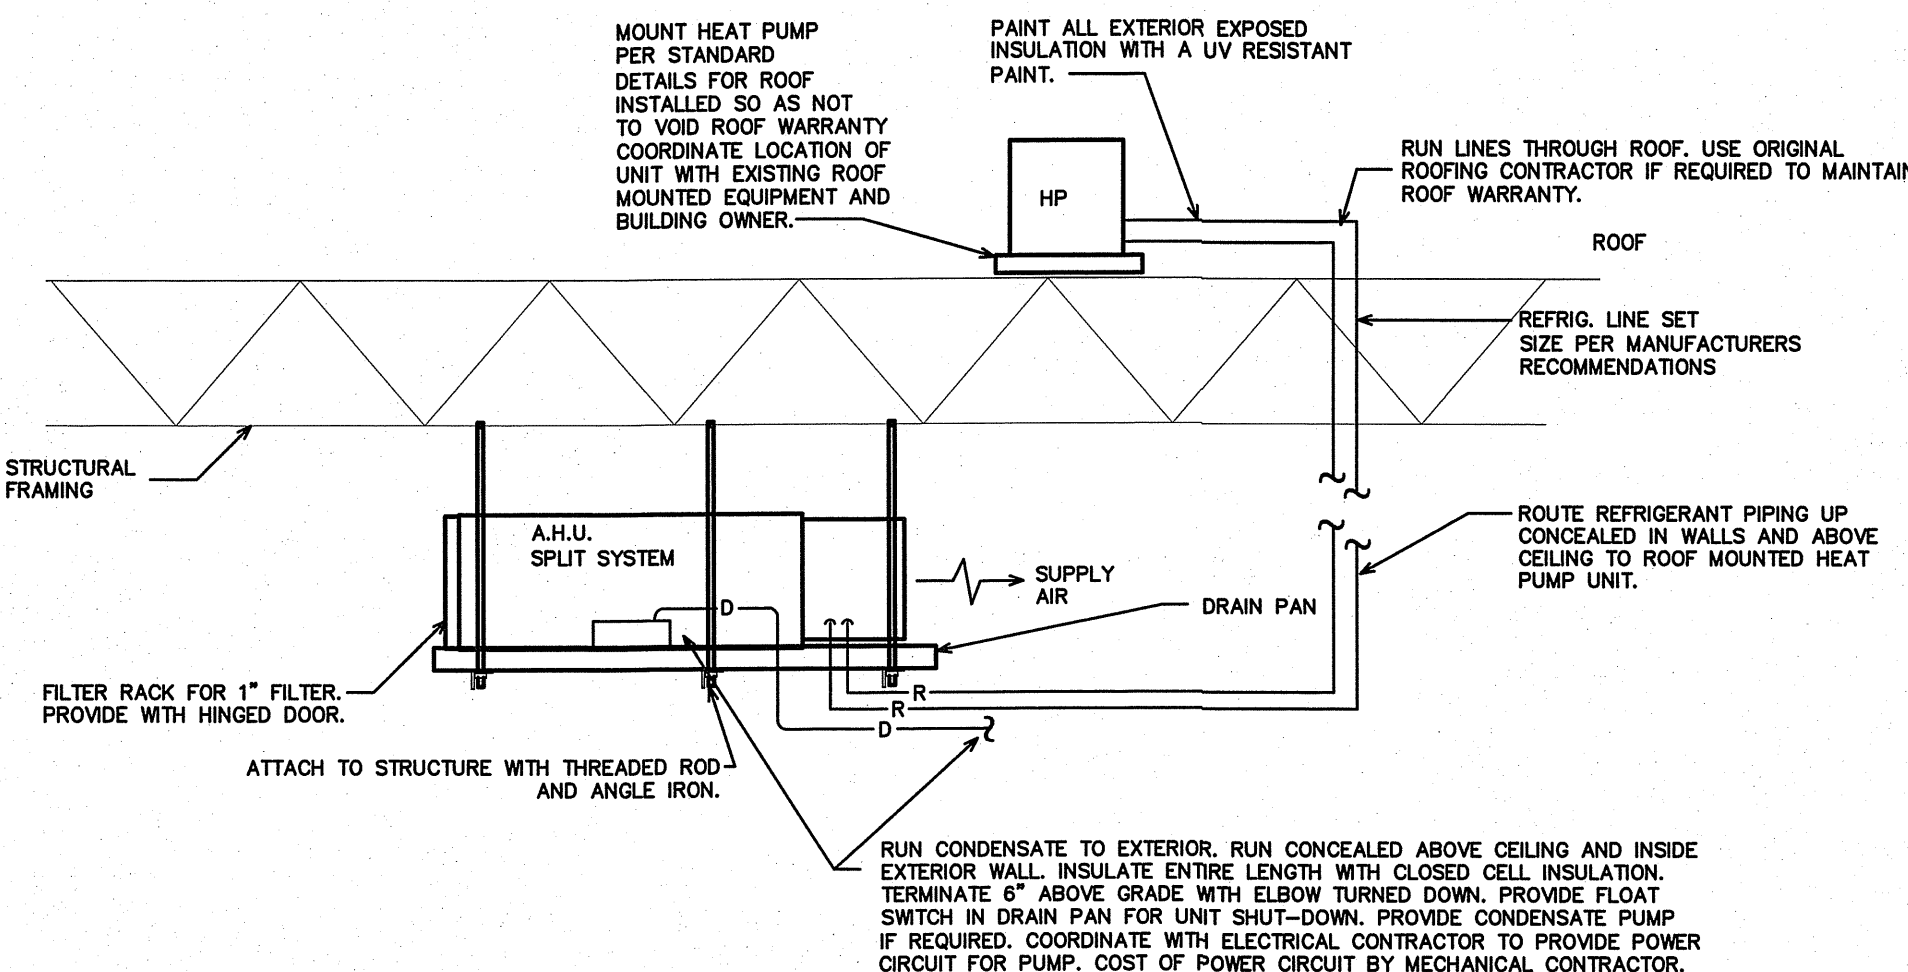 MOUNT HEAT PUMP
PER STANDARD
DETAILS FOR ROOF
INSTALLED SO AS NOT
TO VOID ROOF WARRANTY
COORDINATE LOCATION OF
UNIT WITH EXISTING ROOF
MOUNTED EQUIPMENT AND
BUILDING OWNER.
PAINT ALL EXTERIOR EXPOSED
INSULATION WITH A UV RESISTANT
PAINT.
RUN LINES THROUGH ROOF. USE ORIGINAL
ROOFING CONTRACTOR IF REQUIRED TO MAINTAIN
ROOF WARRANTY.
HP
ROOF
REFRIG. LINE SET
SIZE PER MANUFACTURERS
RECOMMENDATIONS
STRUCTURAL
FRAMING
A.H.U.
SPLIT SYSTEM
SUPPLY
AIR
ROUTE REFRIGERANT PIPING UP
CONCEALED IN WALLS AND ABOVE
CEILING TO ROOF MOUNTED HEAT
PUMP UNIT.
D
DRAIN PAN
FILTER RACK FOR 1" FILTER.
PROVIDE WITH HINGED DOOR.
R
R
D
ATTACH TO STRUCTURE WITH THREADED ROD
AND ANGLE IRON.
RUN CONDENSATE TO EXTERIOR. RUN CONCEALED ABOVE CEILING AND INSIDE
EXTERIOR WALL. INSULATE ENTIRE LENGTH WITH CLOSED CELL INSULATION.
TERMINATE 6" ABOVE GRADE WITH ELBOW TURNED DOWN. PROVIDE FLOAT
SWITCH IN DRAIN PAN FOR UNIT SHUT-DOWN. PROVIDE CONDENSATE PUMP
IF REQUIRED. COORDINATE WITH ELECTRICAL CONTRACTOR TO PROVIDE POWER
CIRCUIT FOR PUMP. COST OF POWER CIRCUIT BY MECHANICAL CONTRACTOR.